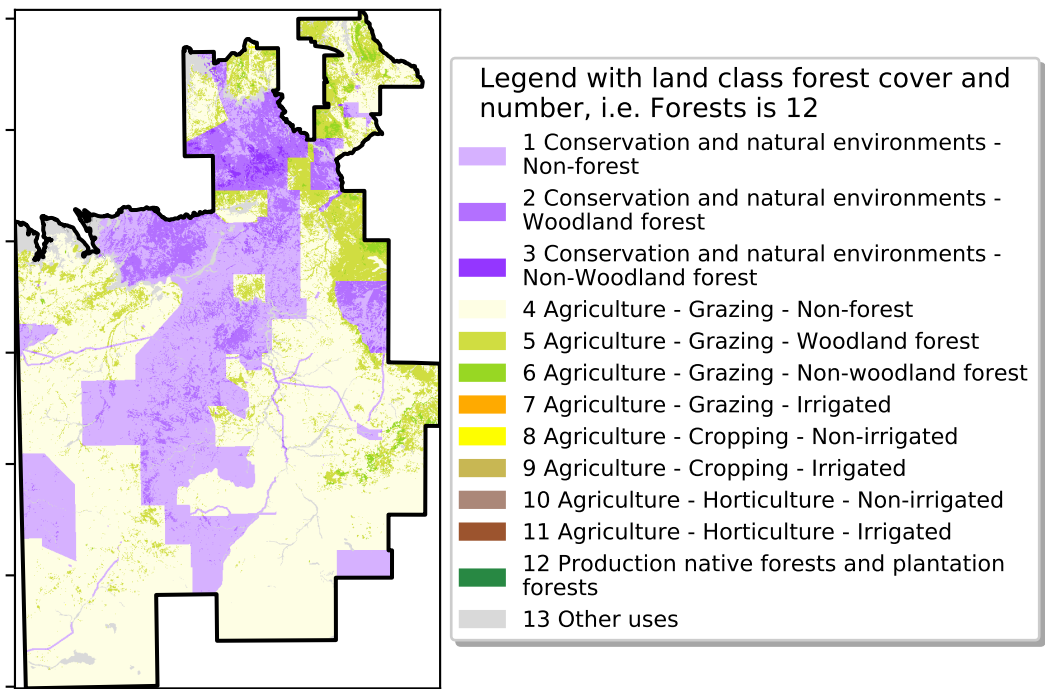 Legend with land class forest cover and
number, i.e. Forests is 12
1 Conservation and natural environments -
Non-forest
2 Conservation and natural environments -
Woodland forest
3 Conservation and natural environments -
Non-Woodland forest
4 Agriculture - Grazing - Non-forest
5 Agriculture - Grazing - Woodland forest
6 Agriculture - Grazing - Non-woodland forest
7 Agriculture - Grazing - Irrigated
8 Agriculture - Cropping - Non-irrigated
9 Agriculture - Cropping - Irrigated
10 Agriculture - Horticulture - Non-irrigated
11 Agriculture - Horticulture - Irrigated
12 Production native forests and plantation
forests
13 Other uses